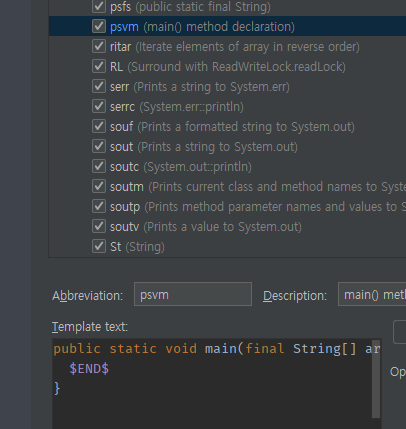 psfs (public static final String)
psvm (main() method declaration)
ritar (Iterate elements of array in reverse order)
RL (Surround with ReadWriteLock.readLock)
serr (Prints a string to System.err)
serrc (System.err::println)
souf (Prints a formatted string to System.out)
sout (Prints a string to System.out)
soutc (System.out::println)
soutm (Prints current class and method names to Syste
soutp (Prints method parameter names and values to S
soutv (Prints a value to System.out)
St (String)
Abbreviation: psvm Description: main() met
Template text:
public static void main(final String[] ar
$END$
}
Op